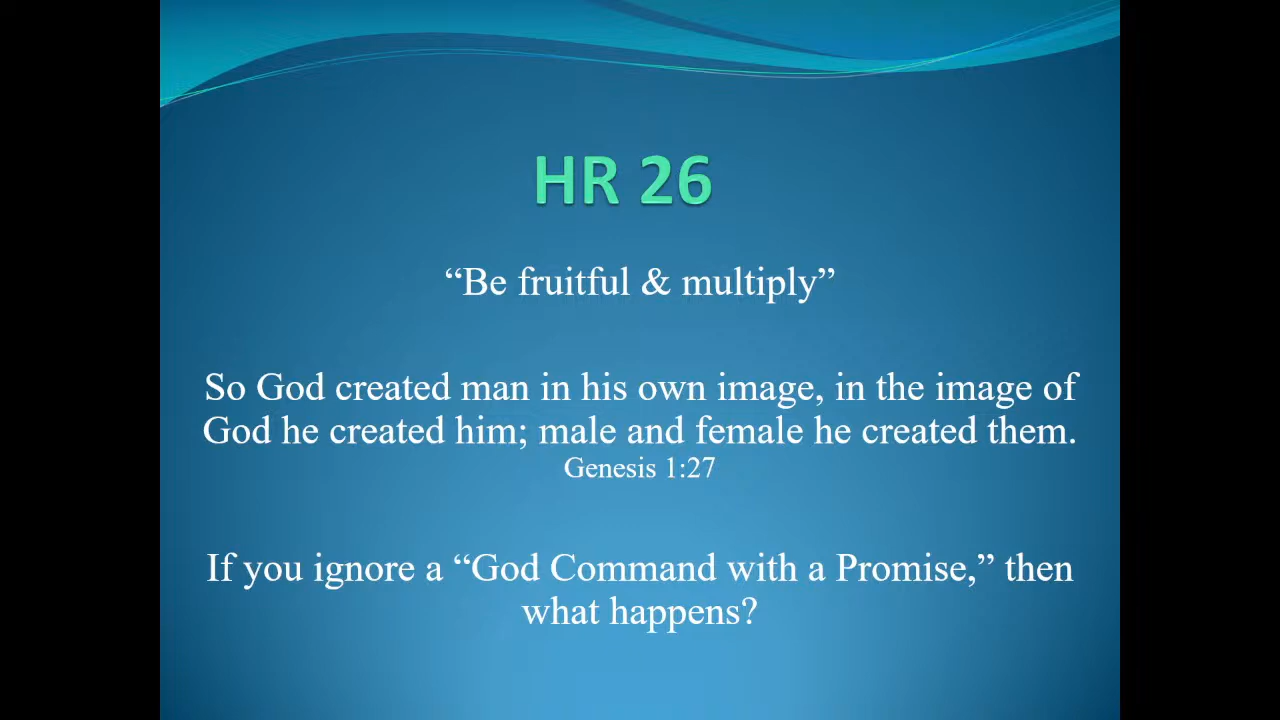 HR 26
“Be fruitful & multiply”
So God created man in his own image, in the image of
God he created him; male and female he created them.
Genesis 1:27
If you ignore a “God Command with a Promise,” then
what happens?